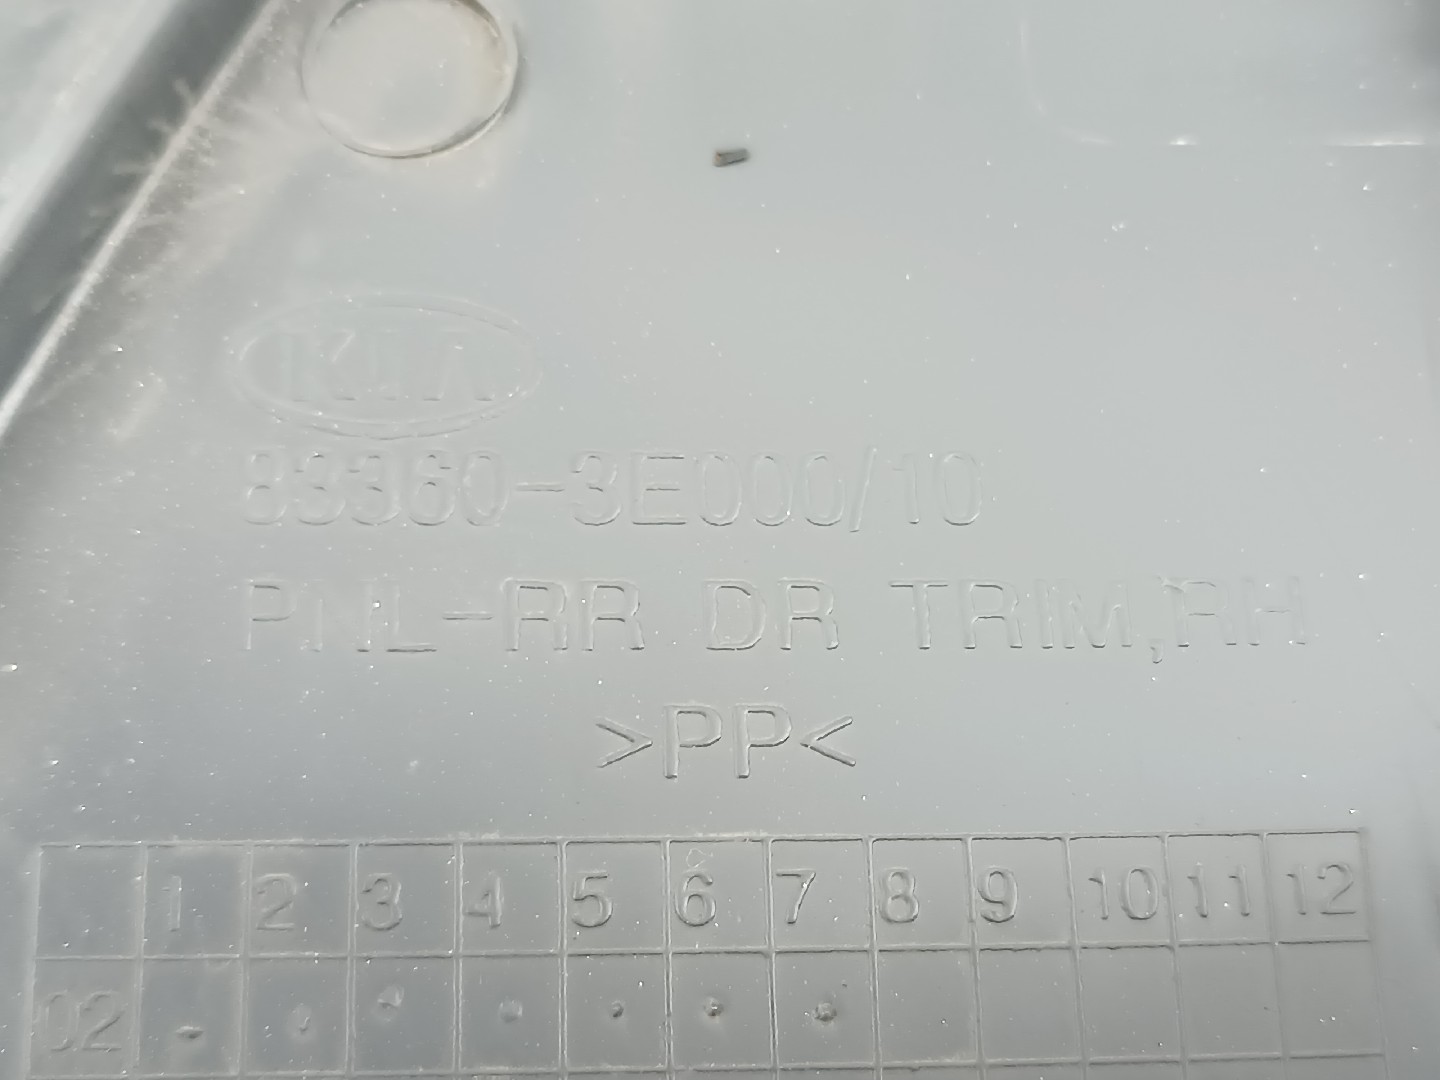 KIA
83360-3E000/10
PNL-RR DR TRIM,RH
>PP<
1 2 3 4 5 6 7 8 9 10 11 12
02